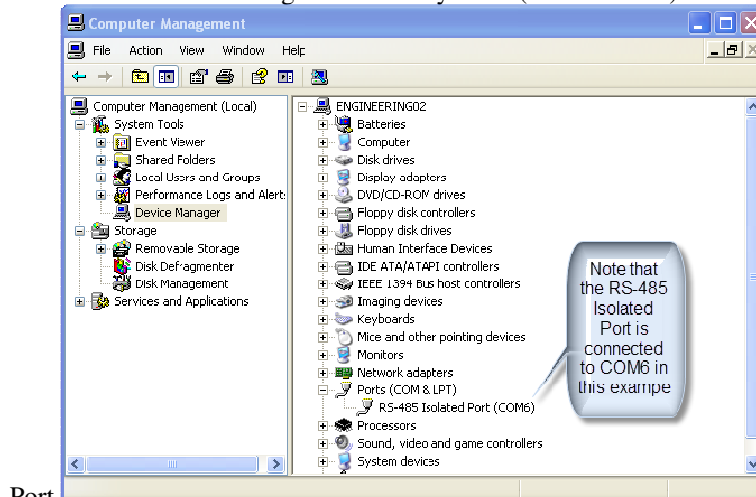 Computer Management
File Action View Window Help
Computer Management (Local)
System Tools
Event Viewer
Shared Folders
Local Users and Groups
Performance Logs and Alert:
Device Manager
Storage
Removable Storage
Disk Defragmenter
Disk Management
Services and Applications
ENGINEERING02
Batteries
Computer
Disk drives
Display adapters
DVD/CD-ROM drives
Floppy disk controllers
Floppy disk drives
Human Interface Devices
IDE ATA/ATAPI controllers
IEEE 1394 Bus host controllers
Imaging devices
Keyboards
Mice and other pointing devices
Monitors
Network adapters
Ports (COM & LPT)
RS-485 Isolated Port (COM6)
Processors
Sound, video and game controllers
System devices
Note that
the RS-485
Isolated
Port is
connected
to COM6 in
this exampe
Port